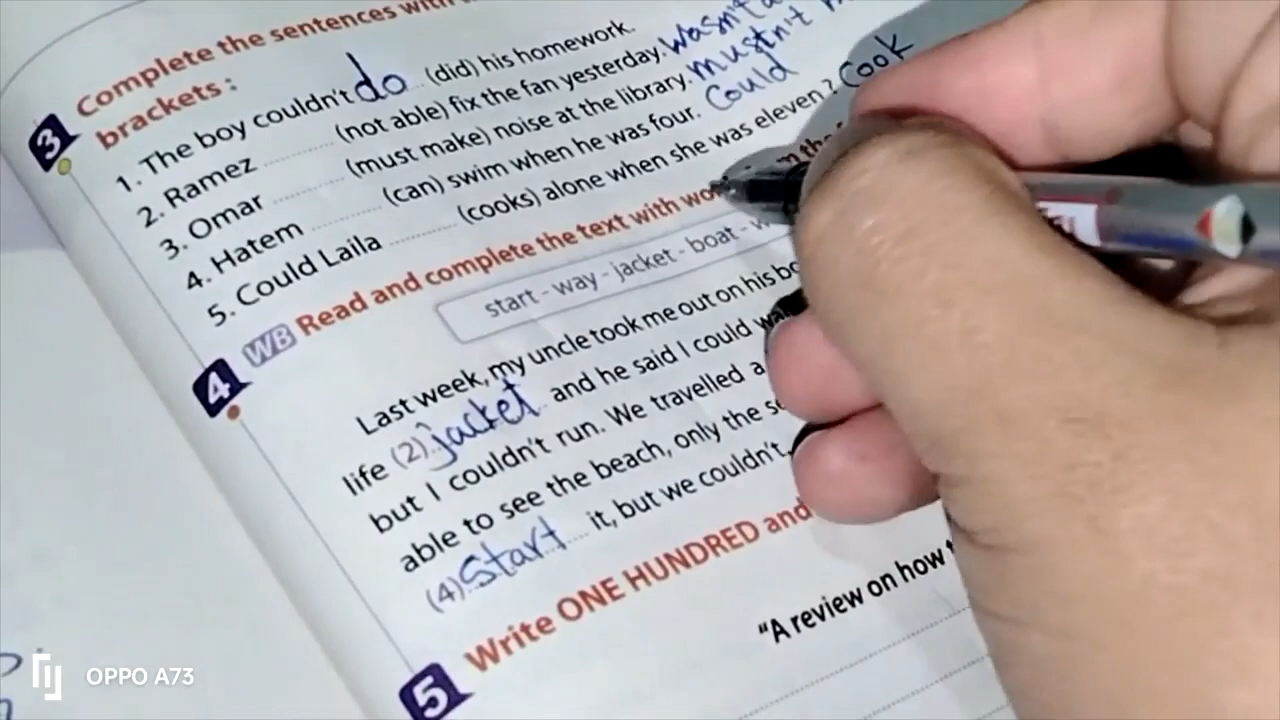 3 Complete the sentences with
brackets :
1. The boy couldn't do (did) his homework.
2. Ramez .......... (not able) fix the fan yesterday. wasn't
3. Omar .......... (must make) noise at the library. mustn't
4. Hatem .......... (can) swim when he was four. Could
5. Could Laila .......... (cooks) alone when she was eleven? Cook
4 WB Read and complete the text with
start - way - jacket - boat -
Last week, my uncle took me out on his
life (2) jacket and he said I could
but I couldn't run. We travelled a
able to see the beach, only the
(4) Start it, but we couldn't
5 Write ONE HUNDRED and
"A review on how
OPPO A73